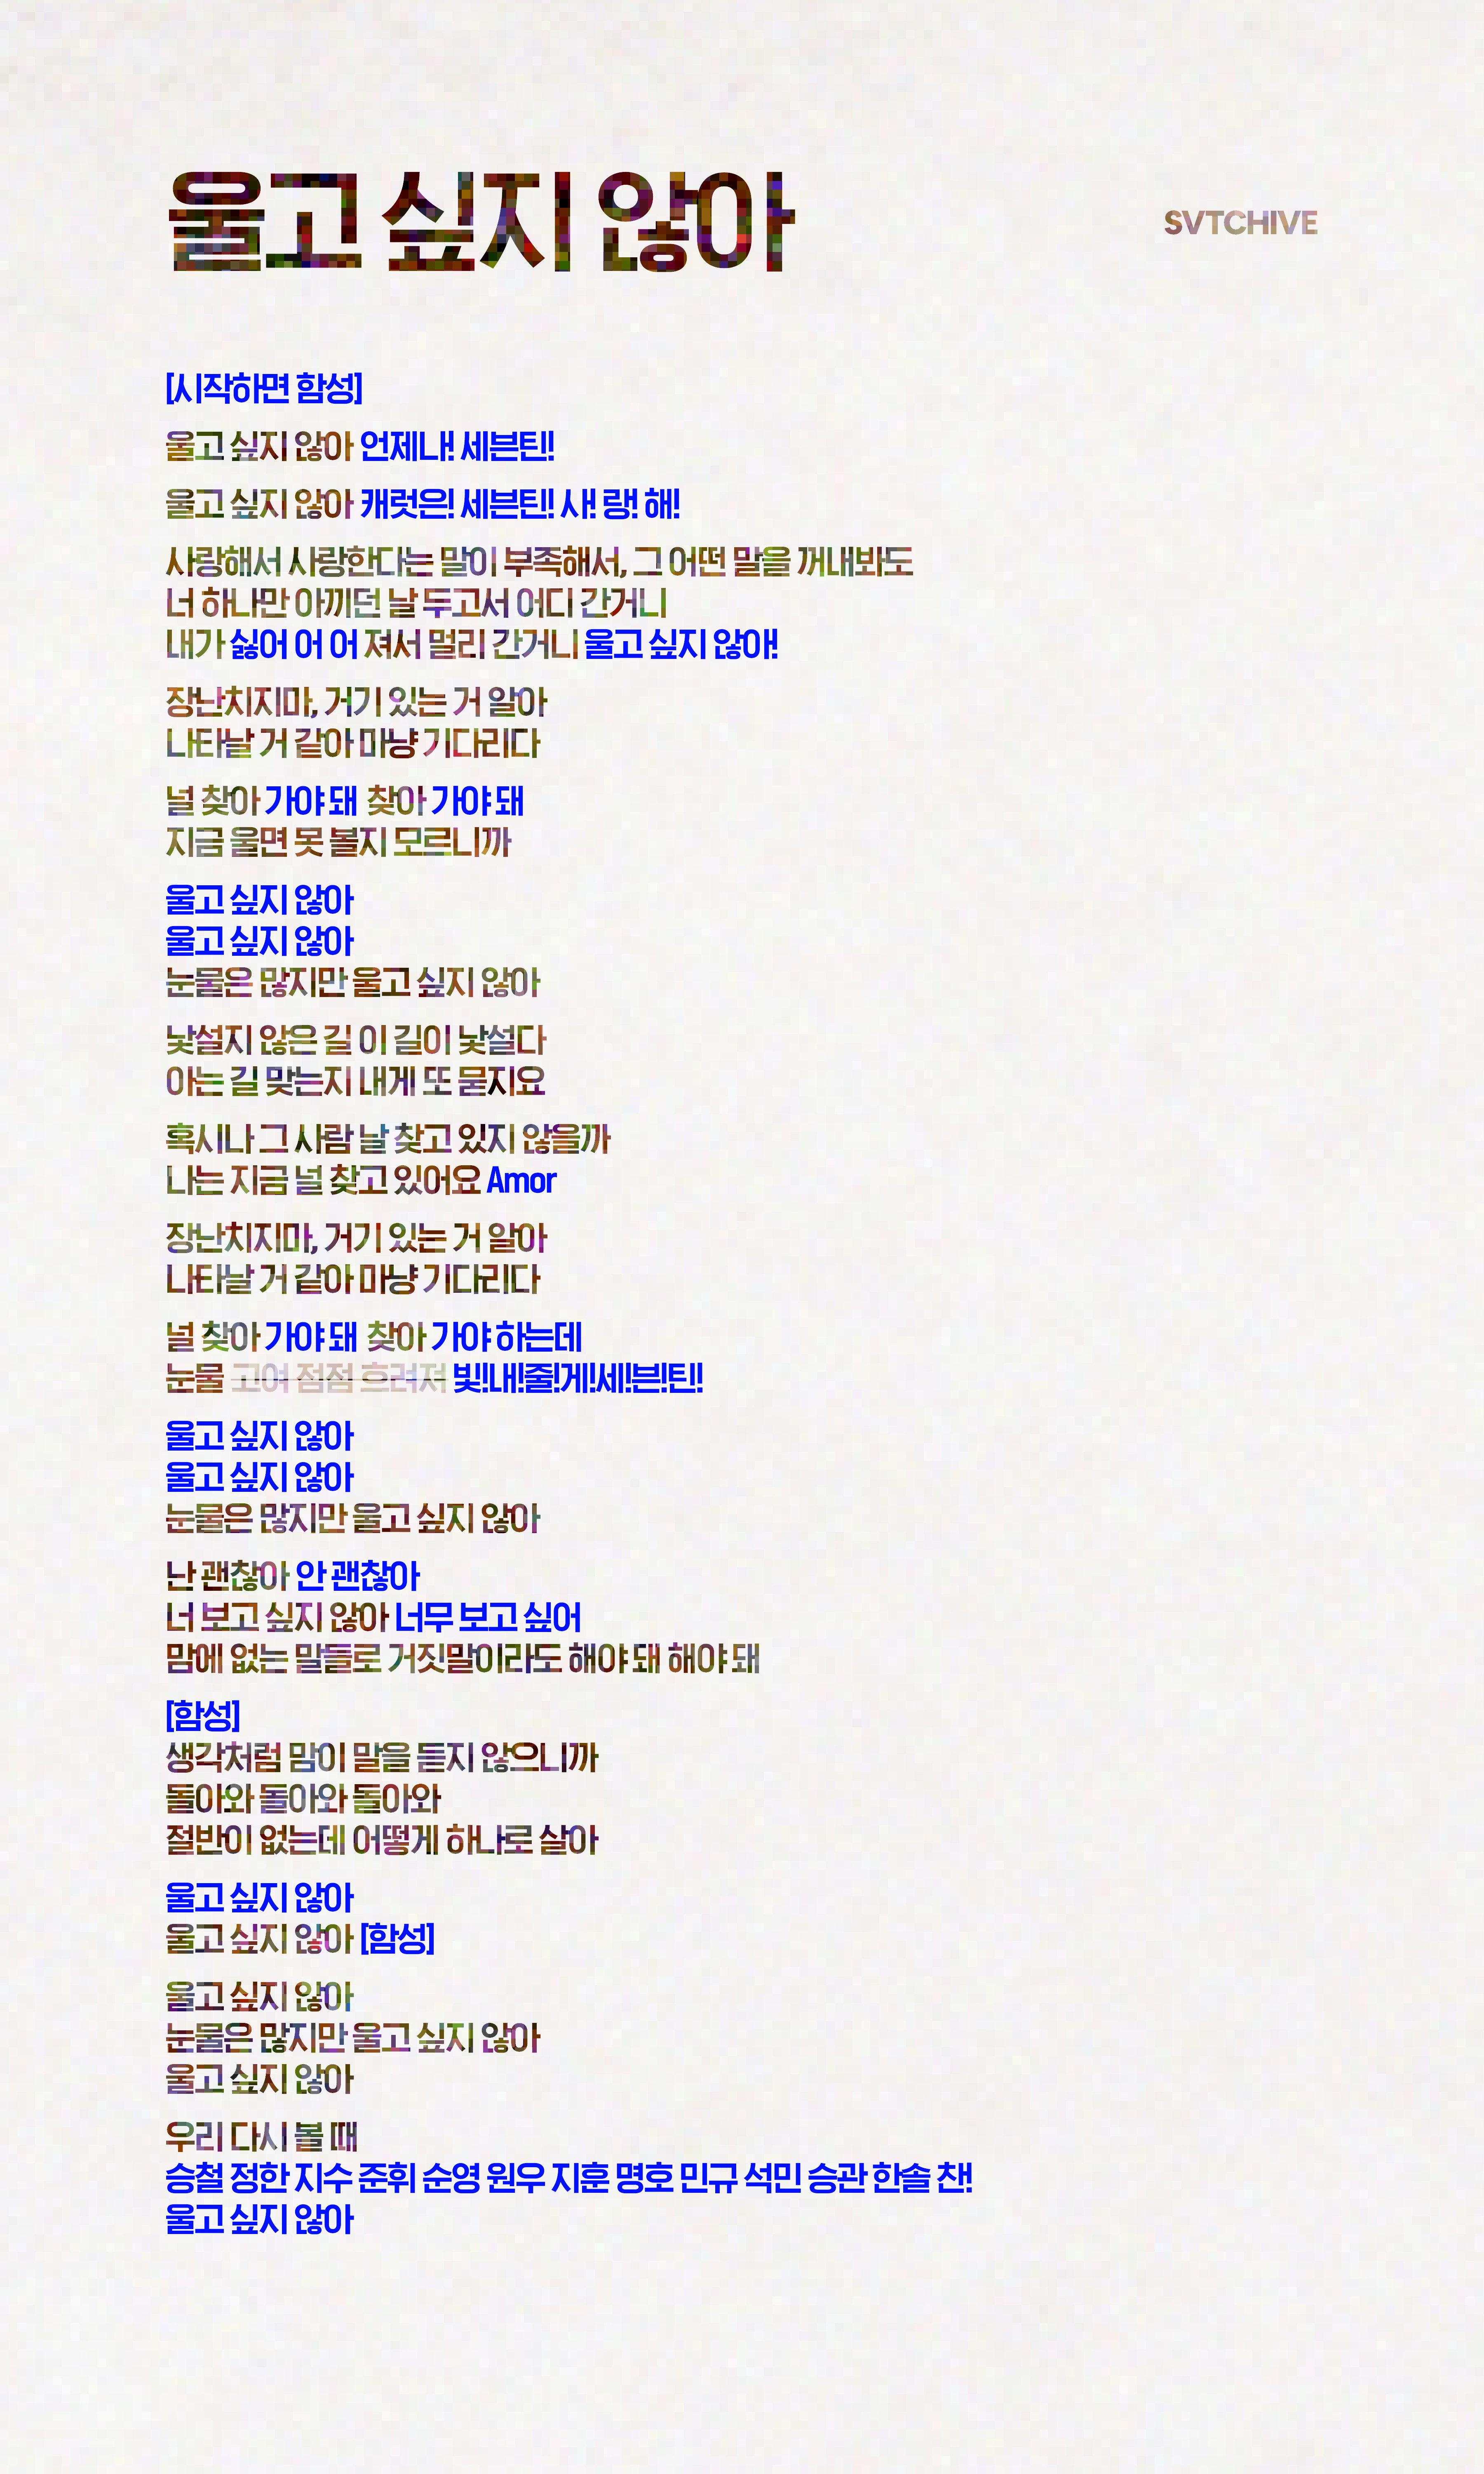 울고 싶지 않아
SVTCHIVE
[시작하면 함성]
울고 싶지 않아 언제나! 세븐틴!
울고 싶지 않아 캐럿은! 세븐틴! 사! 랑! 해!
사랑해서 사랑한다는 말이 부족해서, 그 어떤 말을 꺼내봐도
너 하나만 아끼던 날 두고서 어디 간거니
내가 싫어 어 어 져서 멀리 간거니 울고 싶지 않아!
장난치지마, 거기 있는 거 알아
나타날 거 같아 마냥 기다리다
널 찾아 가야 돼 찾아 가야 돼
지금 울면 못 볼지 모르니까
울고 싶지 않아
울고 싶지 않아
눈물은 많지만 울고 싶지 않아
낯설지 않은 길 이 길이 낯설다
아는 길 맞는지 내게 또 묻지요
혹시나 그 사람 날 찾고 있지 않을까
나는 지금 널 찾고 있어요 Amor
장난치지마, 거기 있는 거 알아
나타날 거 같아 마냥 기다리다
널 찾아 가야 돼 찾아 가야 하는데
눈물 고여 점점 흐려져 빛!내!줄!게!세!븐!틴!
울고 싶지 않아
울고 싶지 않아
눈물은 많지만 울고 싶지 않아
난 괜찮아 안 괜찮아
너 보고 싶지 않아 너무 보고 싶어
맘에 없는 말들로 거짓말이라도 해야 돼 해야 돼
[함성]
생각처럼 맘이 말을 듣지 않으니까
돌아와 돌아와 돌아와
절반이 없는데 어떻게 하나로 살아
울고 싶지 않아
울고 싶지 않아 [함성]
울고 싶지 않아
눈물은 많지만 울고 싶지 않아
울고 싶지 않아
우리 다시 볼 때
승철 정한 지수 준휘 순영 원우 지훈 명호 민규 석민 승관 한솔 찬!
울고 싶지 않아